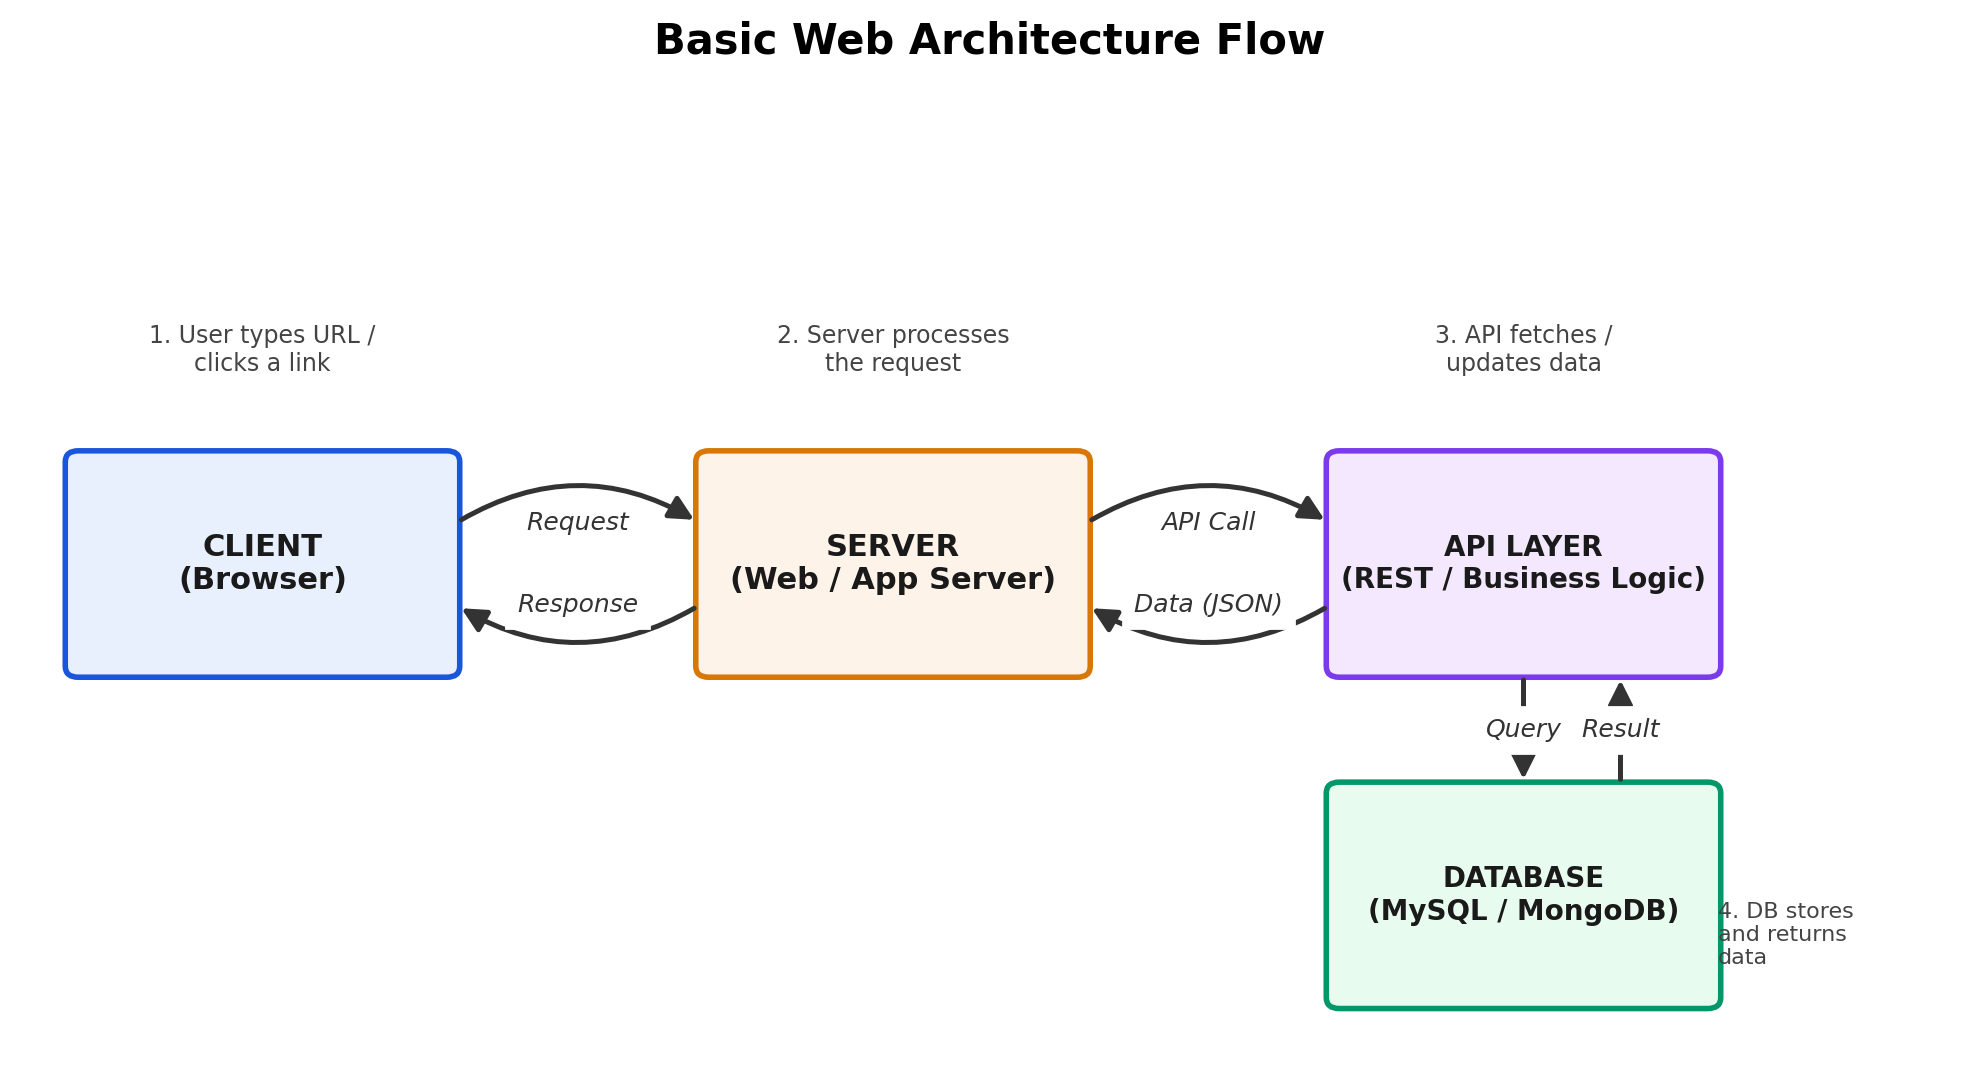 Basic Web Architecture Flow
1. User types URL /
clicks a link
2. Server processes
the request
3. API fetches /
updates data
CLIENT
(Browser)
Request
Response
SERVER
(Web / App Server)
API Call
Data (JSON)
API LAYER
(REST / Business Logic)
Query
Result
DATABASE
(MySQL / MongoDB)
4. DB stores
and returns
data